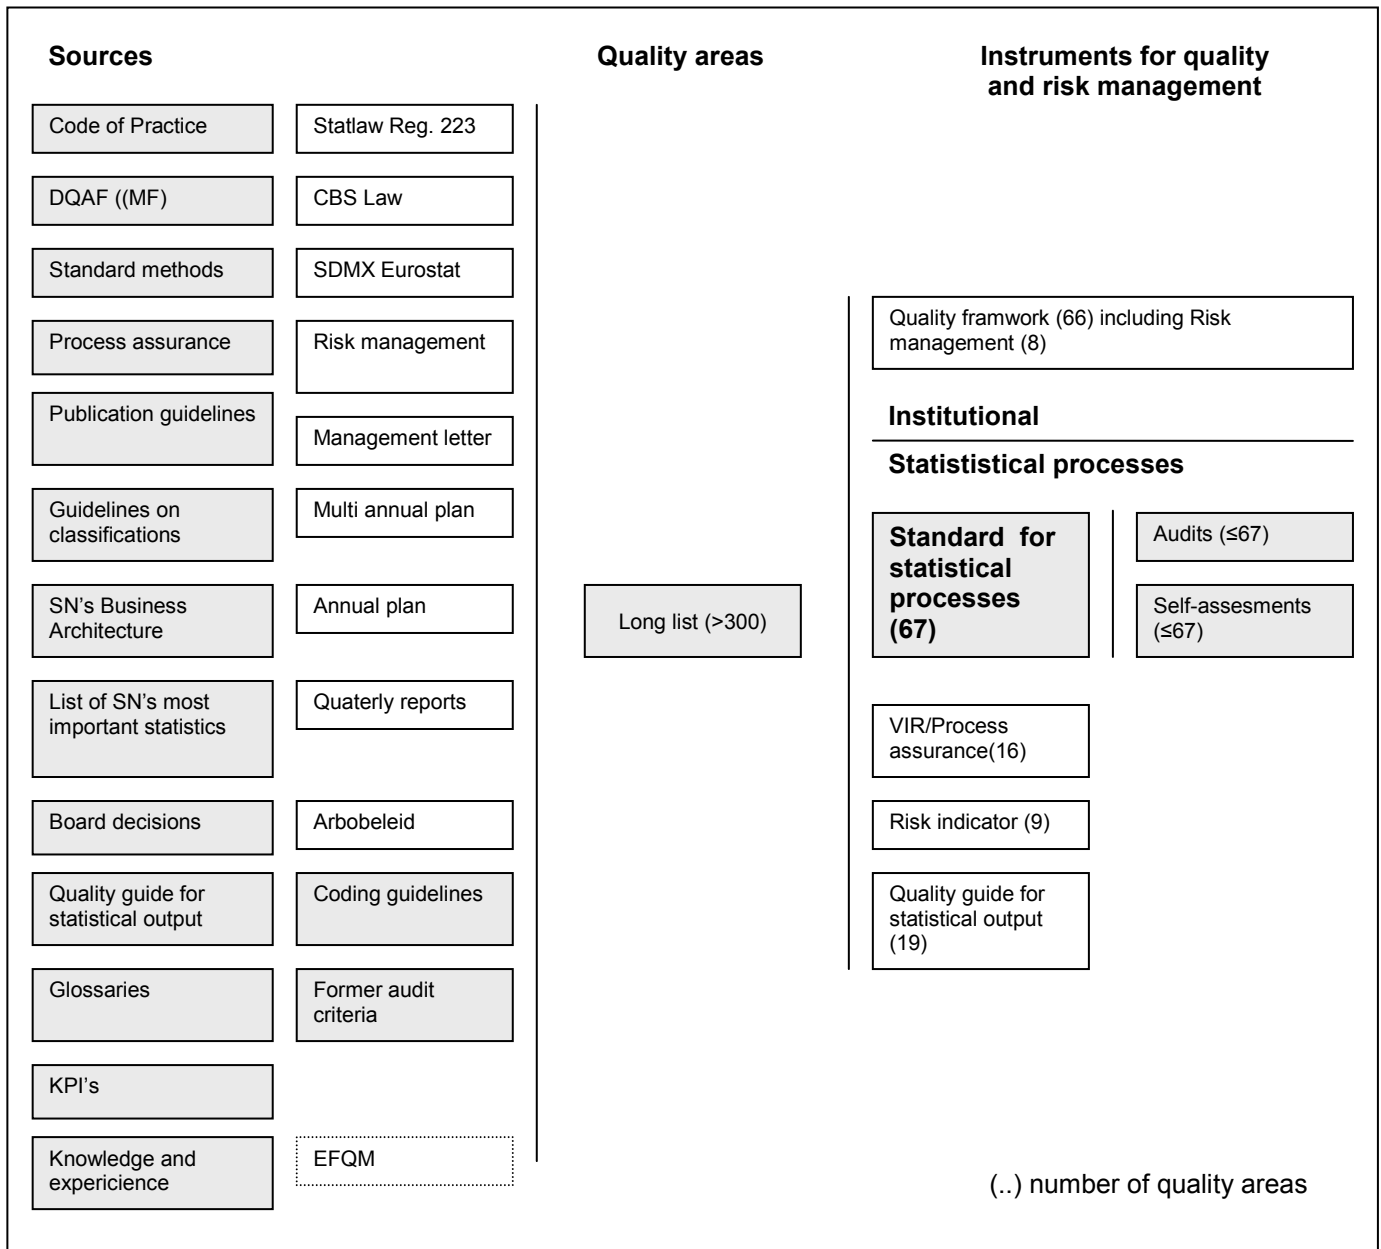 Sources
Code of Practice
DQAF ((MF)
Standard methods
Process assurance
Publication guidelines
Guidelines on
classifications
SN's Business
Architecture
List of SN's most
important statistics
Board decisions
Quality guide for
statistical output
Glossaries
KPI's
Knowledge and
expericience
Statlaw Reg. 223
CBS Law
SDMX Eurostat
Risk management
Management letter
Multi annual plan
Annual plan
Quaterly reports
Arbobeleid
Coding guidelines
Former audit
criteria
EFQM
Quality areas
Long list (>300)
Instruments for quality
and risk management
Quality framwork (66) including Risk
management (8)
Institutional
Statististical processes
Standard for
statistical
processes
(67)
Audits (≤67)
Self-assesments
(≤67)
VIR/Process
assurance(16)
Risk indicator (9)
Quality guide for
statistical output
(19)
(..) number of quality areas